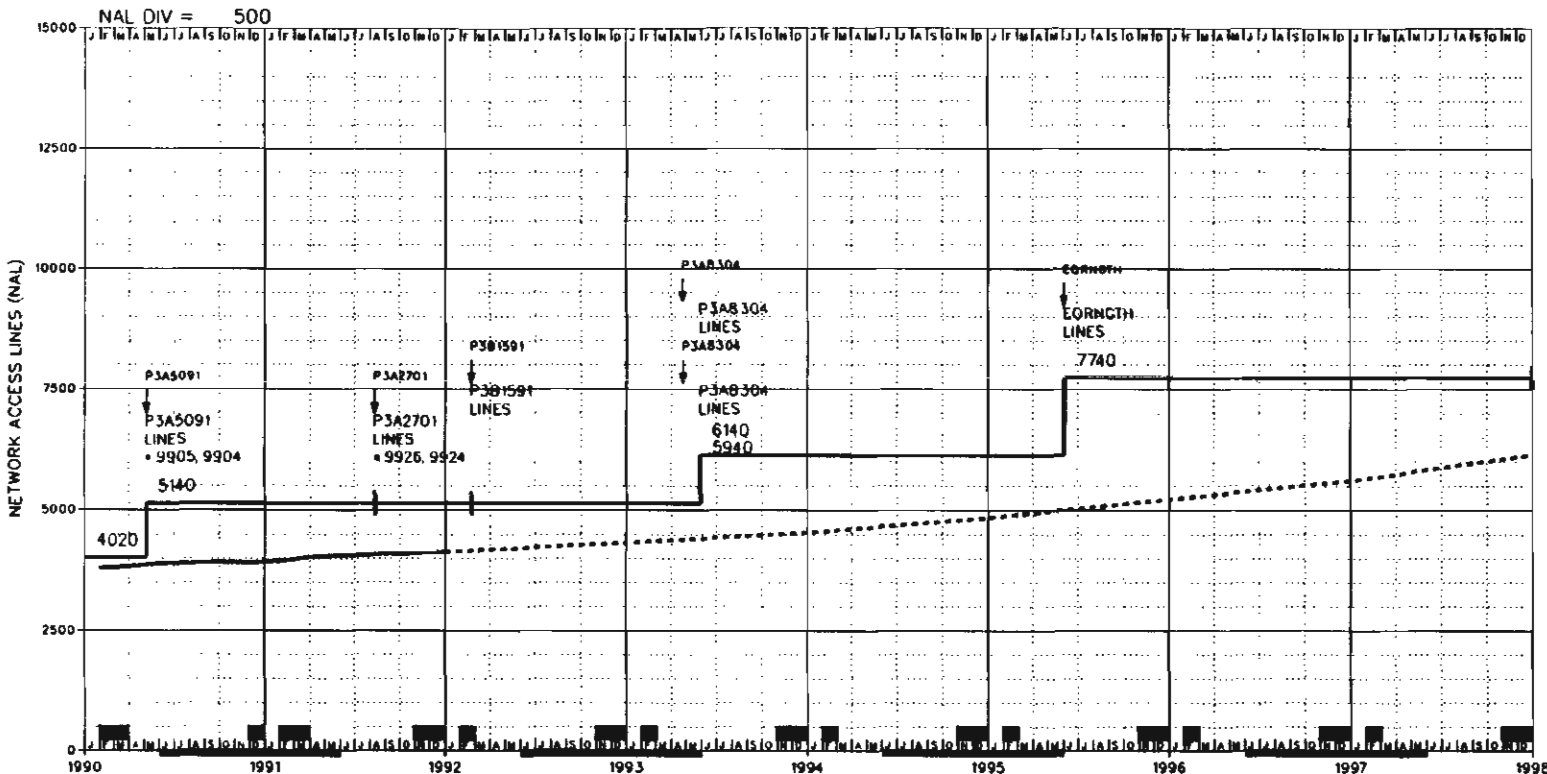 NAL DIV = 500
15000
J F M A M J J A S O N D J F M A M J J A S O N D J F M A M J J A S O N D J F M A M J J A S O N D J F M A M J J A S O N D J F M A M J J A S O N D J F M A M J J A S O N D J F M A M J J A S O N D
12500
10000
7500
5000
2500
0
NETWORK ACCESS LINES (NAL)
P3A8304
EQRNGTH
P3A8304
LINES
EQRNGTH
LINES
P3B1591
P3A8304
7740
P3A5091
P3A2701
P3B1591
LINES
P3A8304
LINES
P3A5091
LINES
• 9905, 9904
P3A2701
LINES
• 9926, 9924
6140
5940
5140
4020
J F M A M J J A S O N D J F M A M J J A S O N D J F M A M J J A S O N D J F M A M J J A S O N D J F M A M J J A S O N D J F M A M J J A S O N D J F M A M J J A S O N D J F M A M J J A S O N D
1990 1991 1992 1993 1994 1995 1996 1997 1998